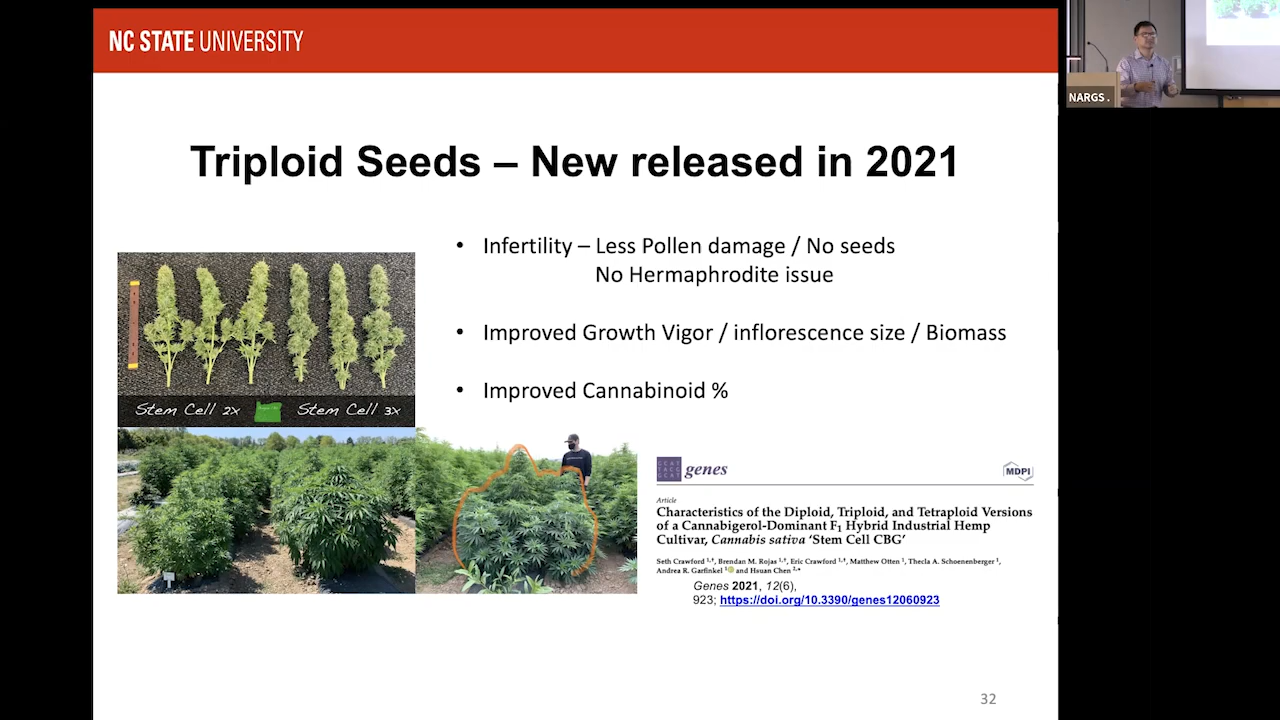 NC STATE UNIVERSITY
NARGS .
Triploid Seeds – New released in 2021
• Infertility – Less Pollen damage / No seeds
No Hermaphrodite issue
• Improved Growth Vigor / inflorescence size / Biomass
• Improved Cannabinoid %
Stem Cell 2x
Stem Cell 3x
genes
MDPI
Article
Characteristics of the Diploid, Triploid, and Tetraploid Versions
of a Cannabigerol-Dominant F1 Hybrid Industrial Hemp
Cultivar, Cannabis sativa ‘Stem Cell CBG’
Seth Crawford 1,†, Brendan M. Rojas 1,†, Eric Crawford 1,†, Matthew Otten 1, Thecla A. Schoenenberger 1,
Andrea R. Garfinkel 1 and Hsuan Chen 2,*
Genes 2021, 12(6),
923; https://doi.org/10.3390/genes12060923
32